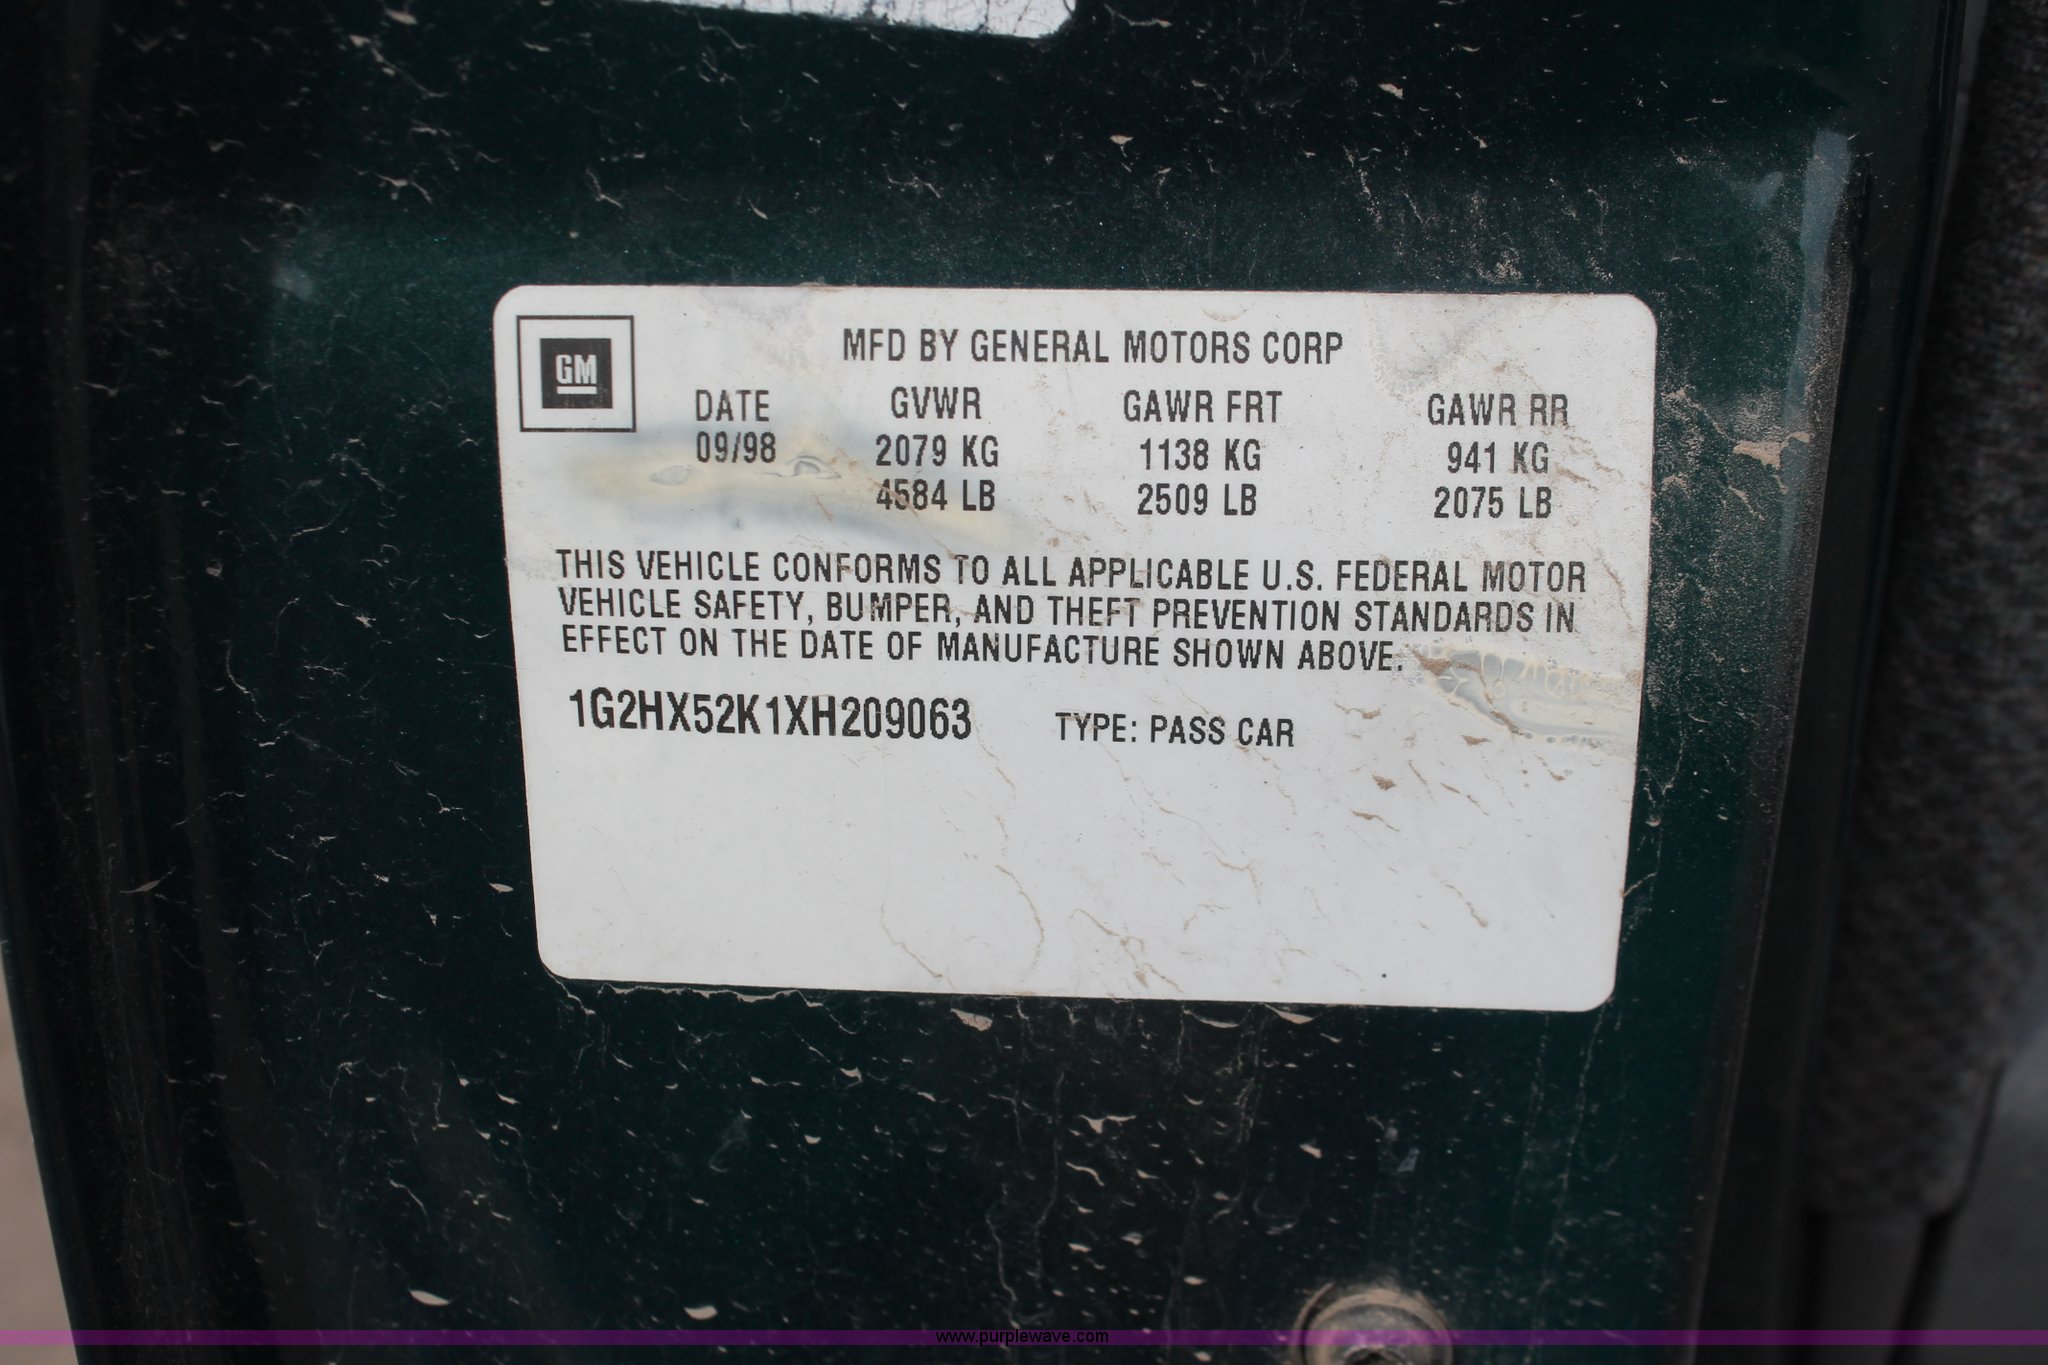 GM
MFD BY GENERAL MOTORS CORP
DATE GVWR GAWR FRT GAWR RR
09/98 2079 KG 1138 KG 941 KG
4584 LB 2509 LB 2075 LB
THIS VEHICLE CONFORMS TO ALL APPLICABLE U.S. FEDERAL MOTOR
VEHICLE SAFETY, BUMPER, AND THEFT PREVENTION STANDARDS IN
EFFECT ON THE DATE OF MANUFACTURE SHOWN ABOVE.
1G2HX52K1XH209063 TYPE: PASS CAR
www.purplewave.com